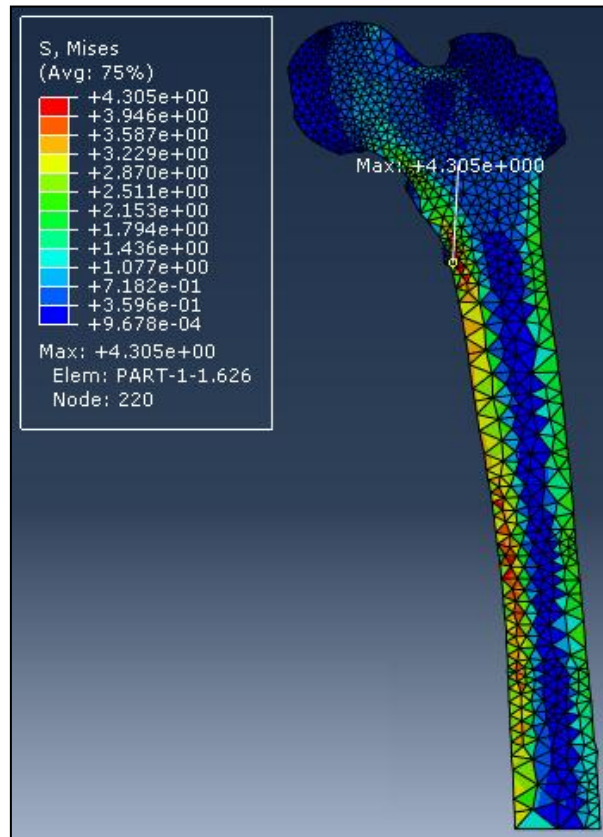 S, Mises
(Avg: 75%)
+4.305e+00
+3.946e+00
+3.587e+00
+3.229e+00
+2.870e+00
+2.511e+00
+2.153e+00
+1.794e+00
+1.436e+00
+1.077e+00
+7.182e-01
+3.596e-01
+9.678e-04
Max: +4.305e+00
Elem: PART-1-1.626
Node: 220
Max: +4.305e+000